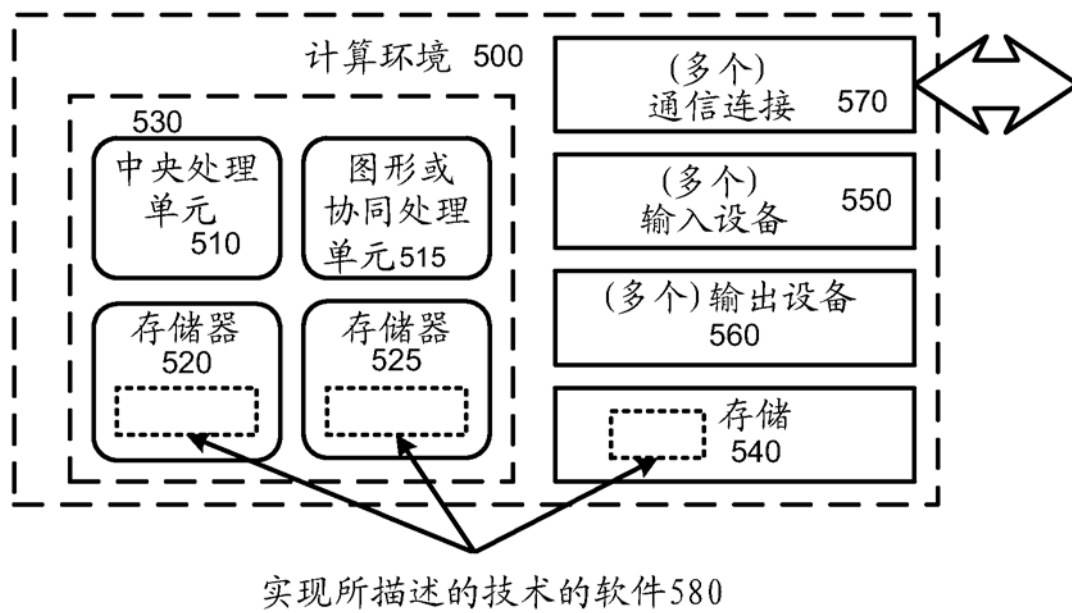 计算环境 500
530
中央处理
单元
510
图形或
协同处理
单元515
存储器
520
存储器
525
(多个)
通信连接 570
(多个)
输入设备 550
(多个)输出设备
560
存储
540
实现所描述的技术的软件580